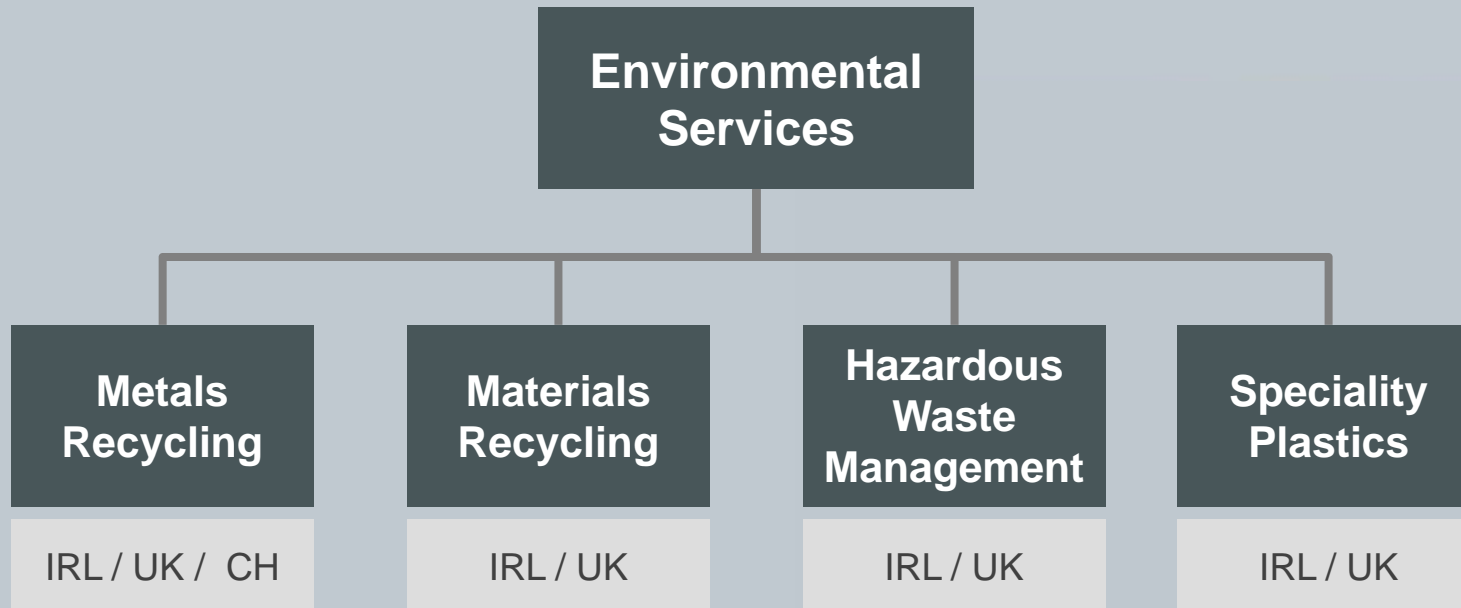 Environmental
Services
Metals
Recycling
Materials
Recycling
Hazardous
Waste
Management
Speciality
Plastics
IRL / UK / CH
IRL / UK
IRL / UK
IRL / UK